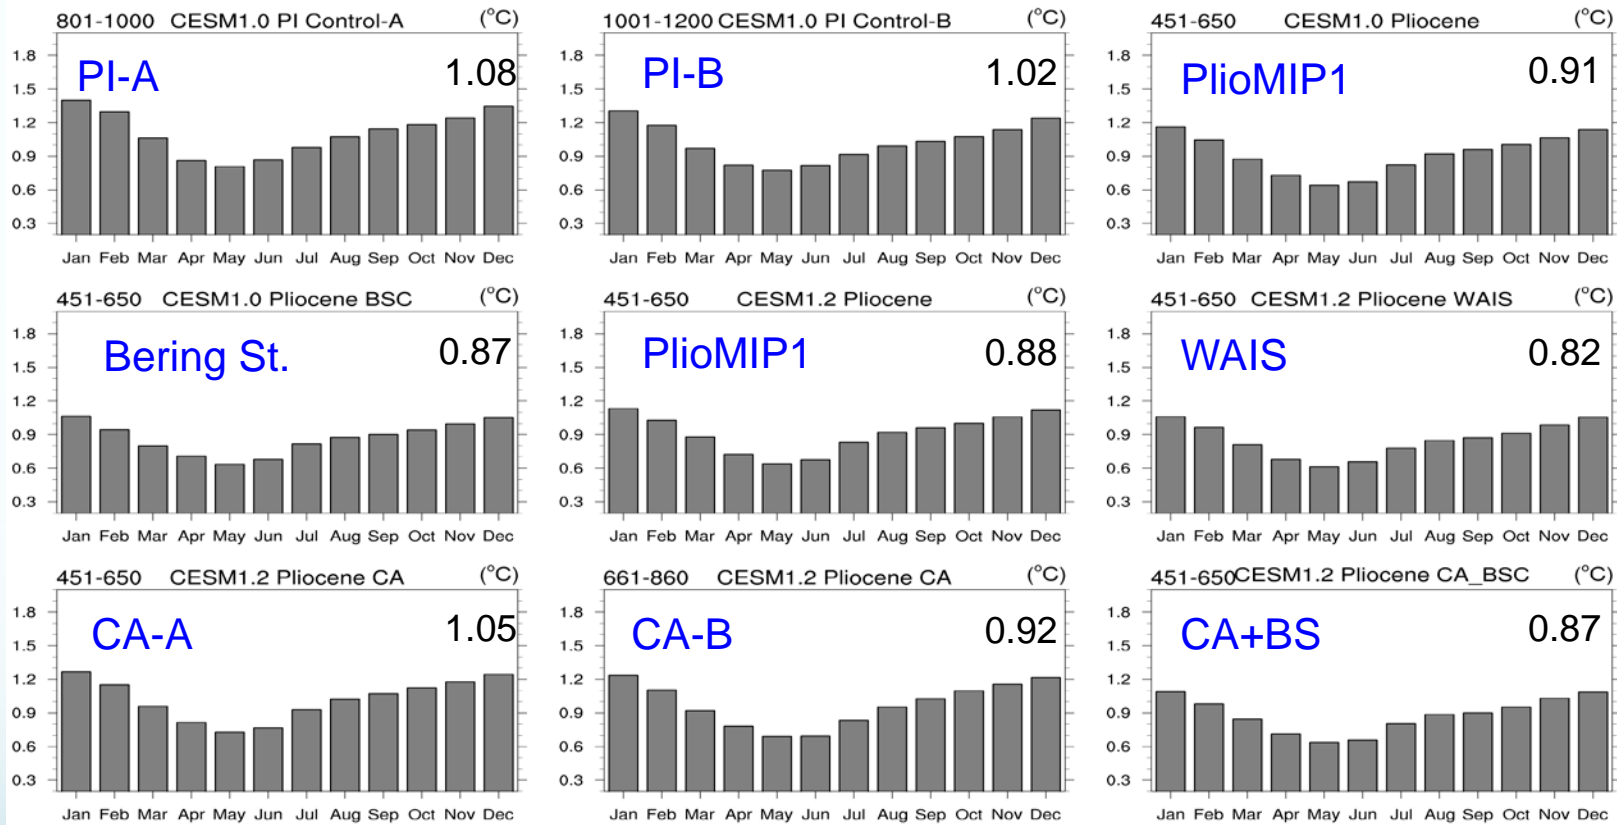 801-1000 CESM1.0 PI Control-A (°C)
PI-A 1.08
1.8
1.5
1.2
0.9
0.6
0.3
Jan Feb Mar Apr May Jun Jul Aug Sep Oct Nov Dec
1001-1200 CESM1.0 PI Control-B (°C)
PI-B 1.02
1.8
1.5
1.2
0.9
0.6
0.3
Jan Feb Mar Apr May Jun Jul Aug Sep Oct Nov Dec
451-650 CESM1.0 Pliocene (°C)
PlioMIP1 0.91
1.8
1.5
1.2
0.9
0.6
0.3
Jan Feb Mar Apr May Jun Jul Aug Sep Oct Nov Dec
451-650 CESM1.0 Pliocene BSC (°C)
Bering St. 0.87
1.8
1.5
1.2
0.9
0.6
0.3
Jan Feb Mar Apr May Jun Jul Aug Sep Oct Nov Dec
451-650 CESM1.2 Pliocene (°C)
PlioMIP1 0.88
1.8
1.5
1.2
0.9
0.6
0.3
Jan Feb Mar Apr May Jun Jul Aug Sep Oct Nov Dec
451-650 CESM1.2 Pliocene WAIS (°C)
WAIS 0.82
1.8
1.5
1.2
0.9
0.6
0.3
Jan Feb Mar Apr May Jun Jul Aug Sep Oct Nov Dec
451-650 CESM1.2 Pliocene CA (°C)
CA-A 1.05
1.8
1.5
1.2
0.9
0.6
0.3
Jan Feb Mar Apr May Jun Jul Aug Sep Oct Nov Dec
661-860 CESM1.2 Pliocene CA (°C)
CA-B 0.92
1.8
1.5
1.2
0.9
0.6
0.3
Jan Feb Mar Apr May Jun Jul Aug Sep Oct Nov Dec
451-650 CESM1.2 Pliocene CA_BSC (°C)
CA+BS 0.87
1.8
1.5
1.2
0.9
0.6
0.3
Jan Feb Mar Apr May Jun Jul Aug Sep Oct Nov Dec